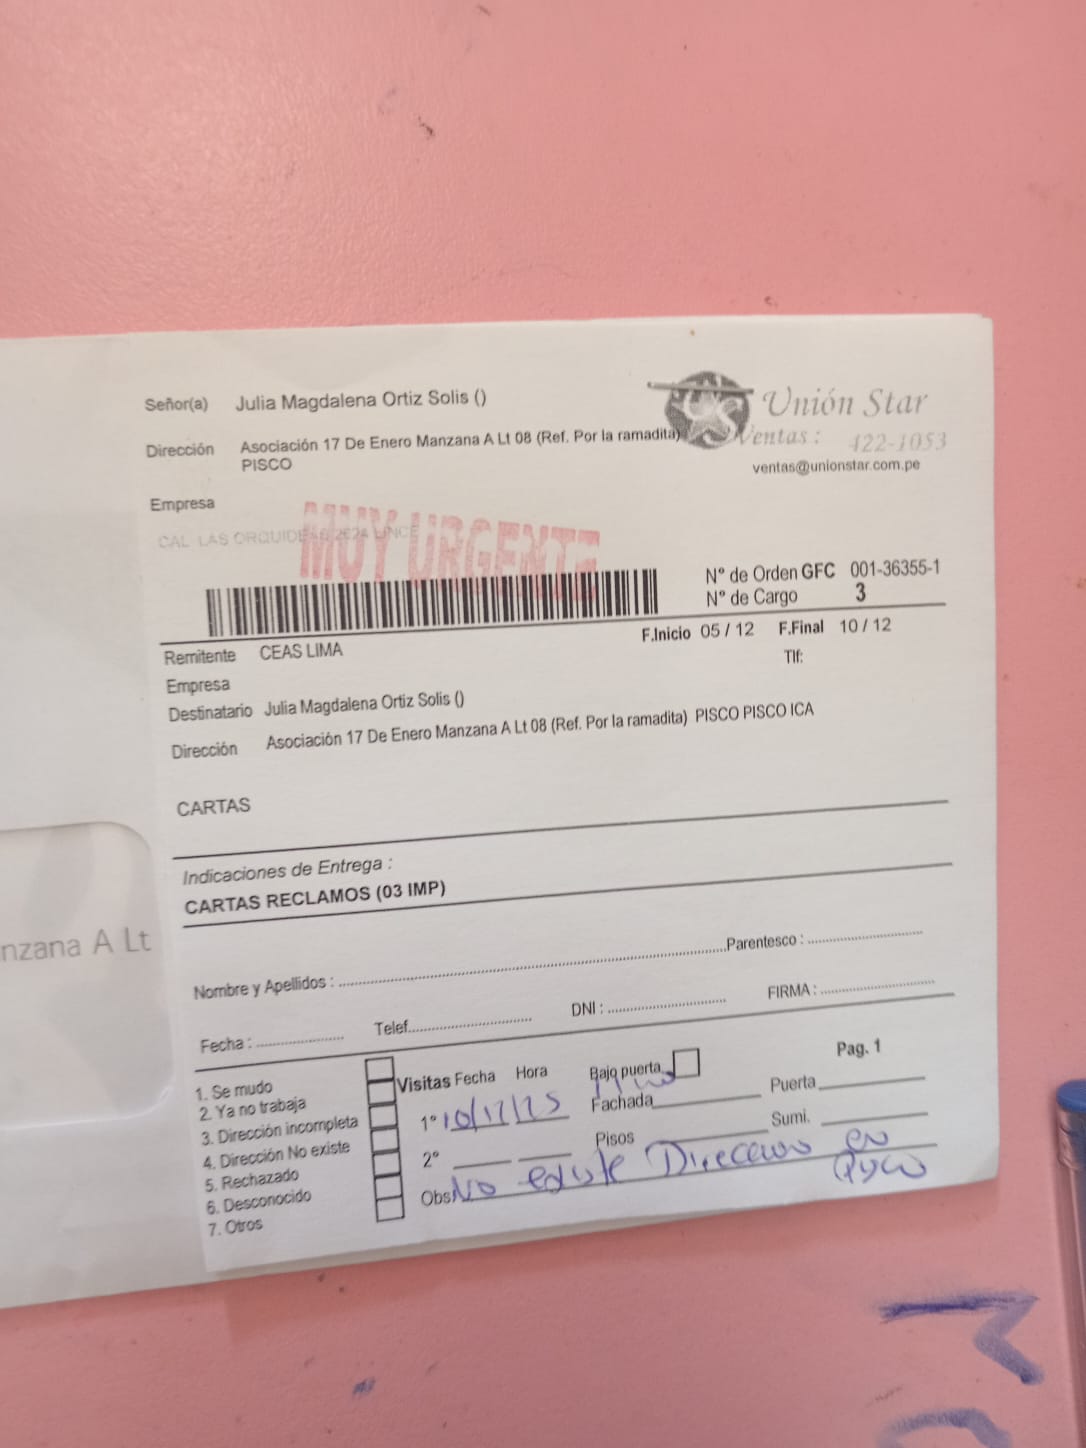 Señor(a) Julia Magdalena Ortiz Solis ()
Unión Star
Ventas : 422-1053
ventas@unionstar.com.pe
Dirección Asociación 17 De Enero Manzana A Lt 08 (Ref. Por la ramadita)
PISCO
Empresa
CAL LAS ORQUIDEAS 2624 LINCE
MUY URGENTE
N° de Orden GFC 001-36355-1
N° de Cargo 3
F.Inicio 05 / 12 F.Final 10 / 12
Remitente CEAS LIMA
Tlf:
Empresa
Destinatario Julia Magdalena Ortiz Solis ()
Dirección Asociación 17 De Enero Manzana A Lt 08 (Ref. Por la ramadita) PISCO PISCO ICA
CARTAS
Indicaciones de Entrega :
CARTAS RECLAMOS (03 IMP)
nzana A Lt
Nombre y Apellidos : Parentesco :
Fecha : Telef. DNI : FIRMA :
Pag. 1
1. Se mudo
2. Ya no trabaja
3. Dirección incompleta
4. Dirección No existe
5. Rechazado
6. Desconocido
7. Otros
Visitas Fecha Hora Bajo puerta
1° 10/12/25 Fachada Puerta
2° Pisos Sumi.
Obs No existe Direccion en
Pisco